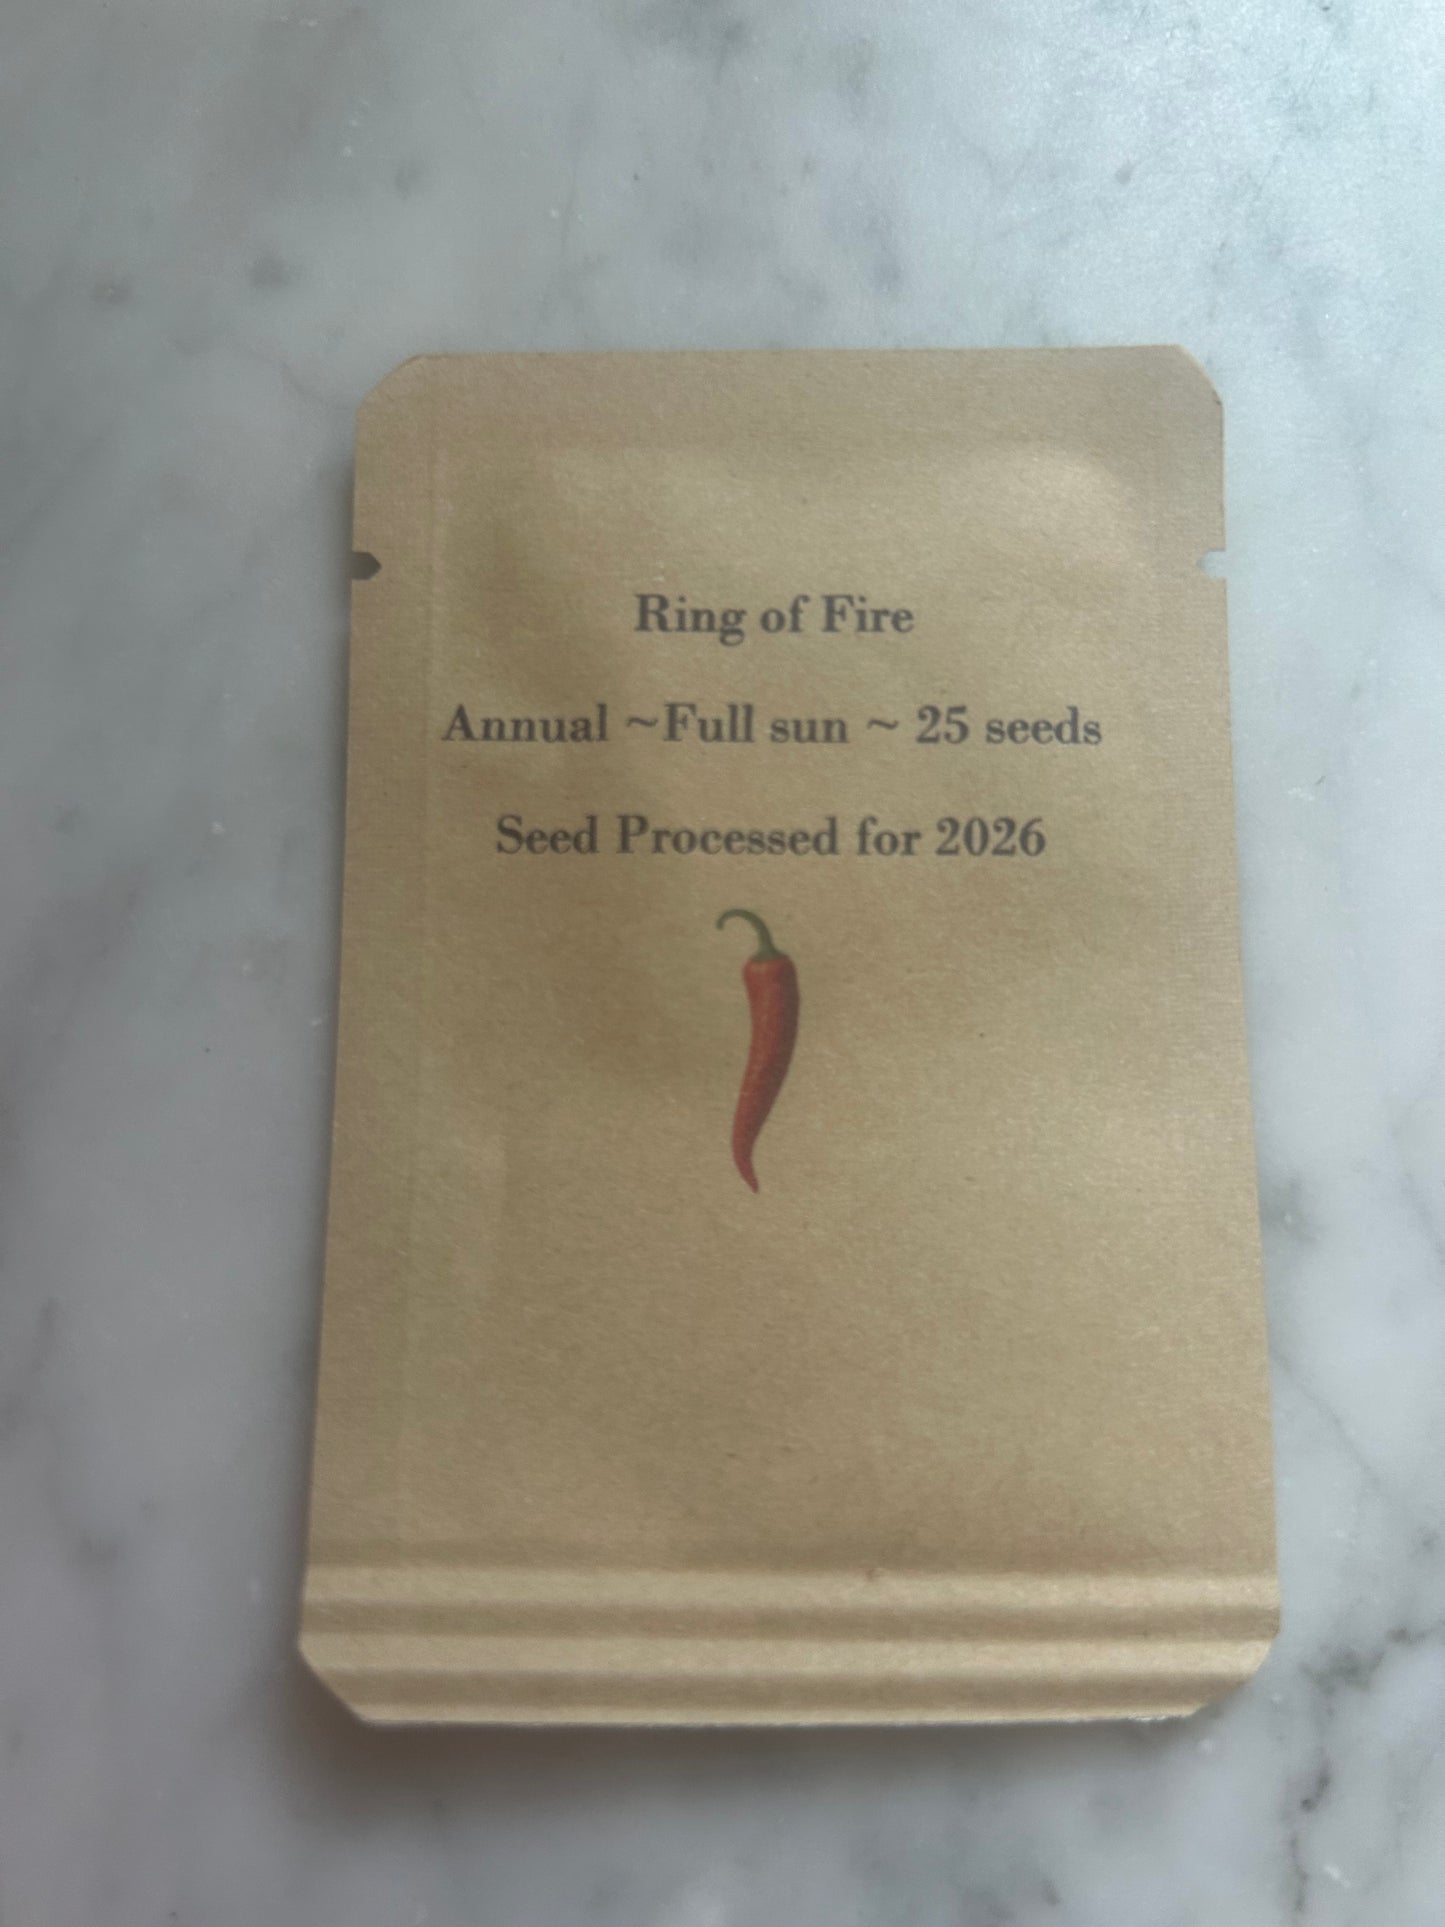 Ring of Fire
Annual ~Full sun ~ 25 seeds
Seed Processed for 2026